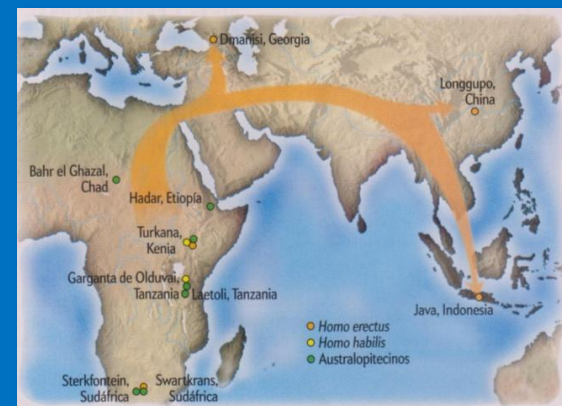 Dmanisi, Georgia
Longgupo,
China
Bahr el Ghazal,
Chad
Hadar, Etiopía
Turkana,
Kenia
Garganta de Olduvai,
Tanzania
Laetoli, Tanzania
Java, Indonesia
Homo erectus
Homo habilis
Australopitecinos
Sterkfontein,
Sudáfrica
Swartkrans,
Sudáfrica